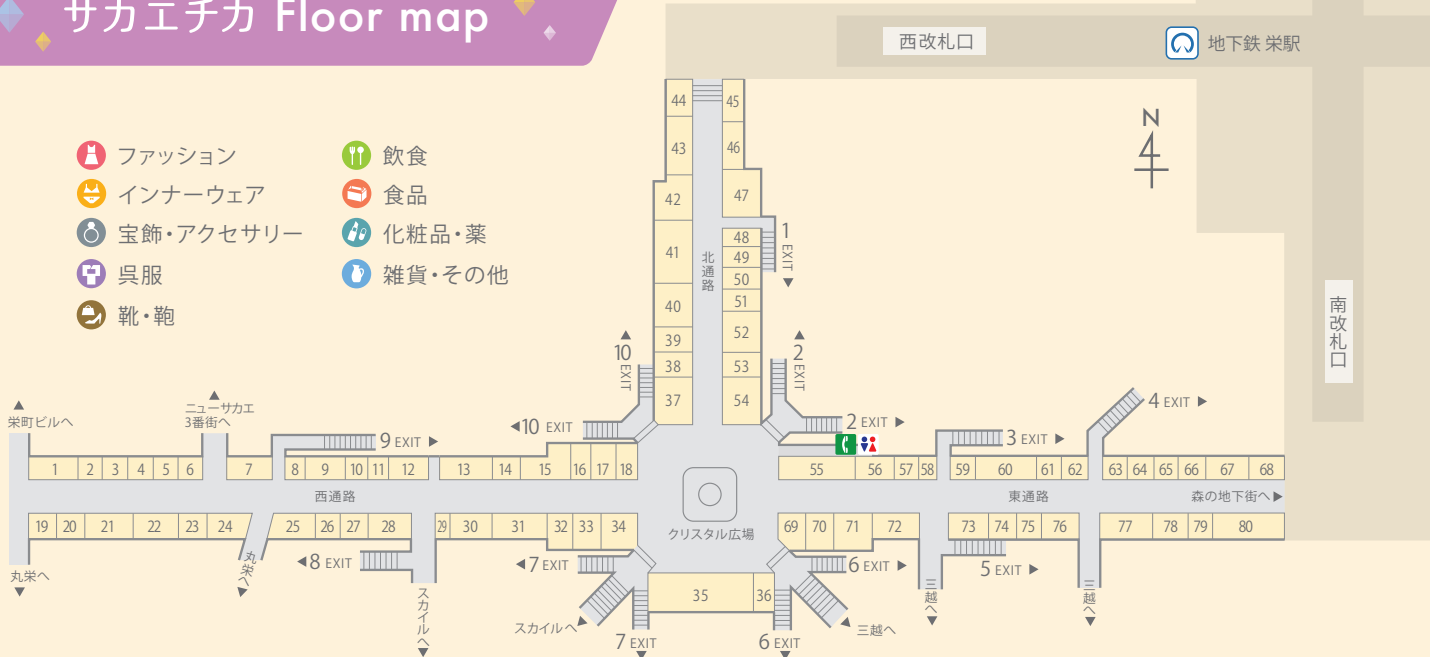 サカエチカ Floor map
西改札口
地下鉄 栄駅
N
ファッション
インナーウェア
宝飾・アクセサリー
呉服
靴・鞄
飲食
食品
化粧品・薬
雑貨・その他
44
45
43
46
42
47
1 EXIT
48
41
49
北通路
50
51
40
52
39
38
53
37
54
10 EXIT
2 EXIT
南改札口
栄町ビルへ
ニューサカエ
3番街へ
9 EXIT
10 EXIT
2 EXIT
3 EXIT
4 EXIT
1 2 3 4 5 6 7 8 9 10 11 12 13 14 15 16 17 18
55 56 57 58 59 60 61 62 63 64 65 66 67 68
西通路
東通路
森の地下街へ
19 20 21 22 23 24 25 26 27 28 29 30 31 32 33 34
クリスタル広場
69 70 71 72 73 74 75 76 77 78 79 80
丸栄へ
丸栄へ
8 EXIT
スカイルへ
7 EXIT
6 EXIT
5 EXIT
三越へ
三越へ
35 36
スカイルへ
三越へ
7 EXIT
6 EXIT